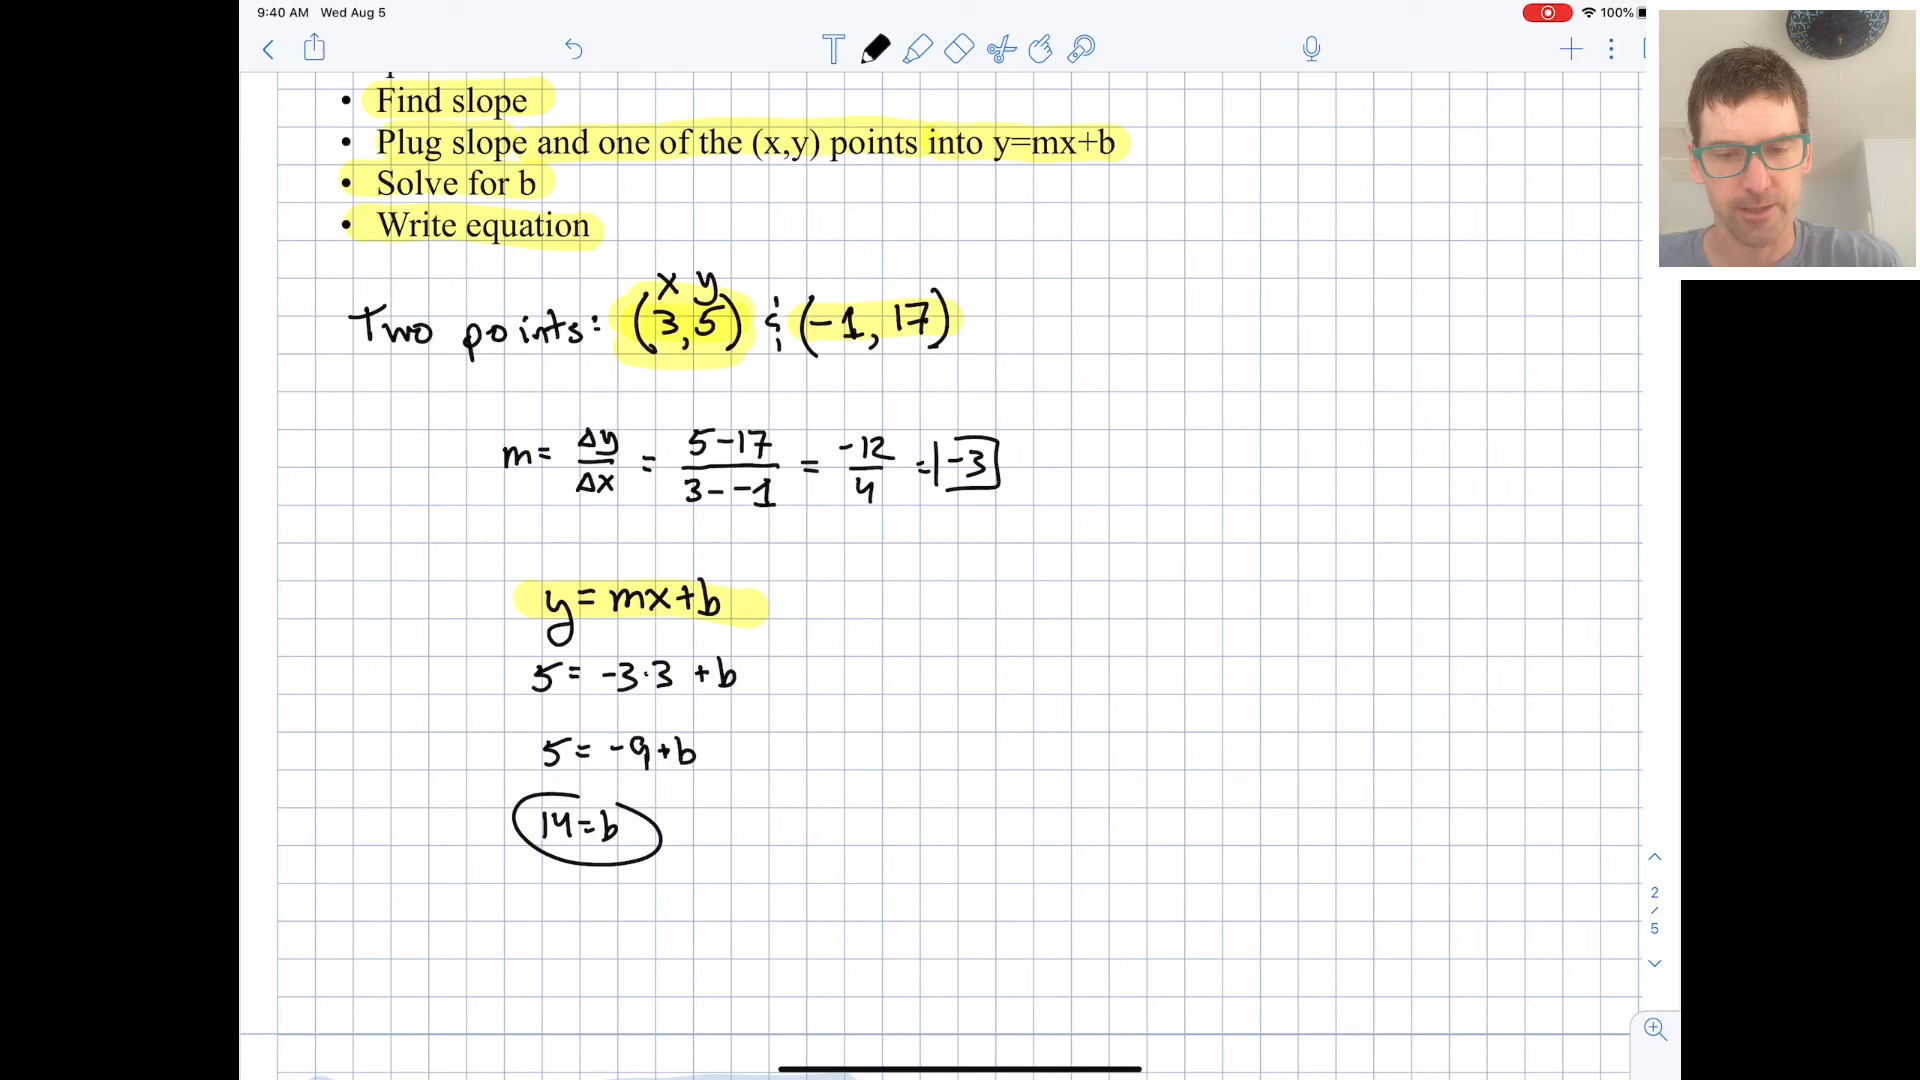 9:40 AM Wed Aug 5
100%
• Find slope
• Plug slope and one of the (x,y) points into y=mx+b
• Solve for b
• Write equation
x y
Two points: (3,5) & (-1, 17)
m = Δy/Δx = 5-17/3--1 = -12/4 = -3
y = mx+b
5 = -3·3 +b
5 = -9+b
14=b
2
/
5